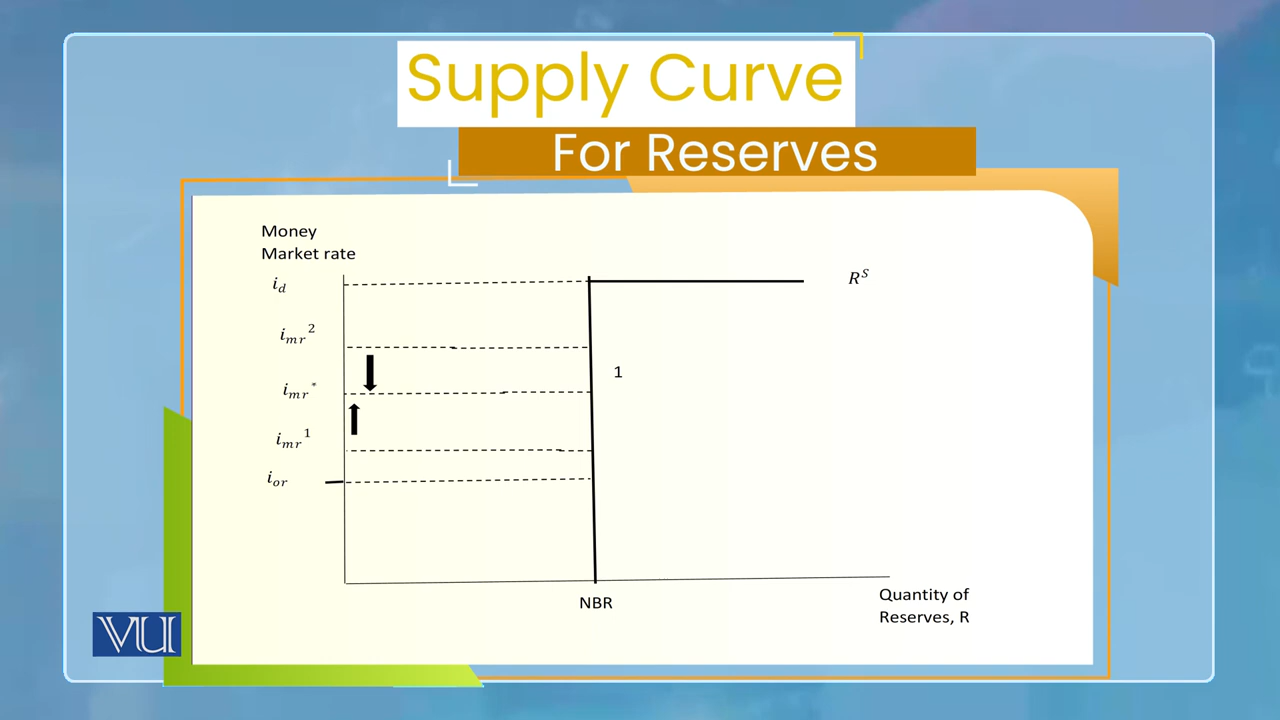 Supply Curve
For Reserves
Money
Market rate
i_d
R^S
i_mr^2
1
i_mr^*
i_mr^1
i_or
NBR
Quantity of
Reserves, R
VU